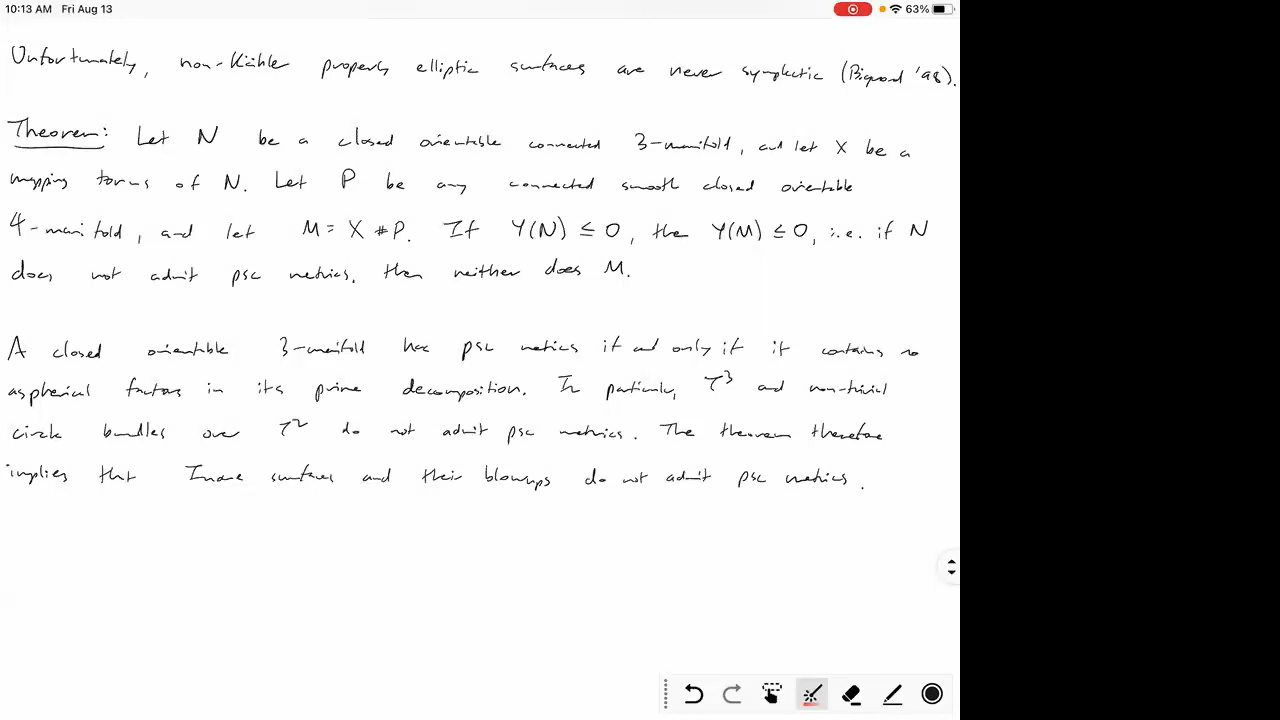 10:13 AM Fri Aug 13
63%
Unfortunately, non-Kähler properly elliptic surfaces are never symplectic (Biquard '98).
Theorem: Let N be a closed orientable connected 3-manifold, and let X be a
mapping torus of N. Let P be any connected smooth closed orientable
4-manifold, and let M = X # P. If Y(N) ≤ 0, then Y(M) ≤ 0, i.e. if N
does not admit psc metrics, then neither does M.
A closed orientable 3-manifold has psc metrics if and only if it contains no
aspherical factors in its prime decomposition. In particular, T³ and non-trivial
circle bundles over T² do not admit psc metrics. The theorem therefore
implies that Inoue surfaces and their blowups do not admit psc metrics.